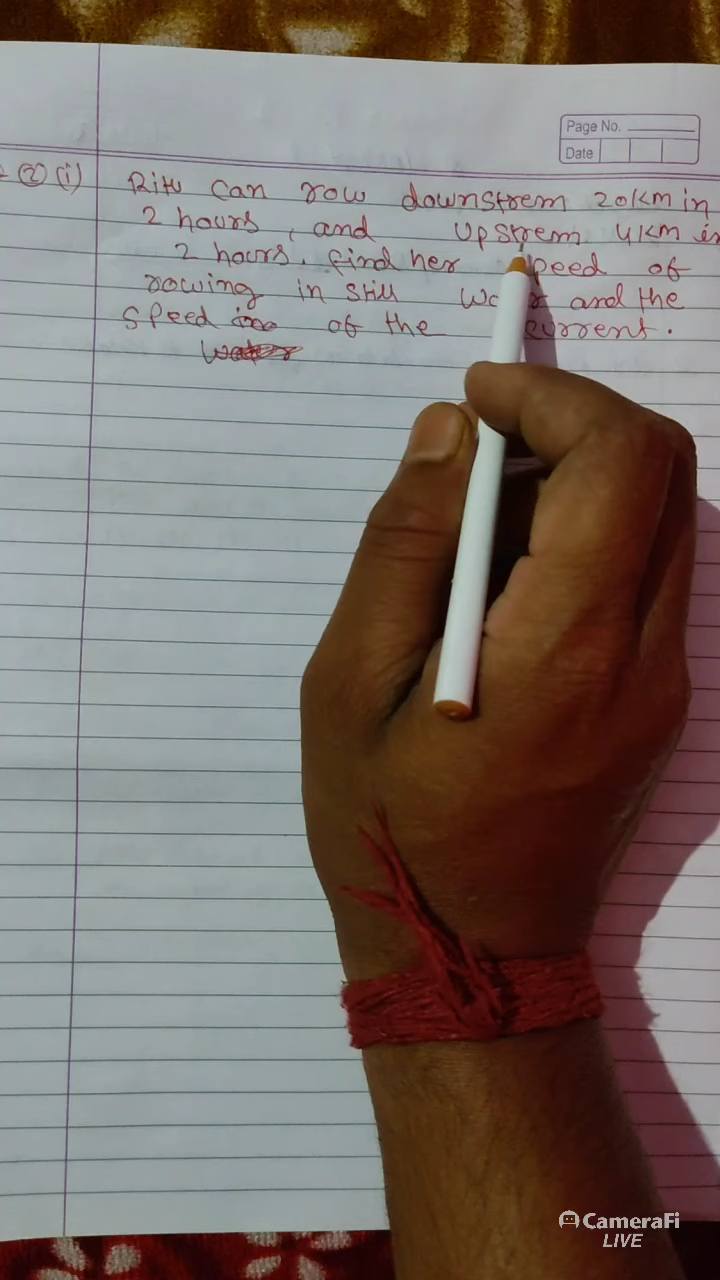 Page No.
Date
② (i) Ritu can row downstrem 20km in
2 hours, and upstrem 4km in
2 hours. find her speed of
rowing in still and the
speed of the current.
CameraFi
LIVE